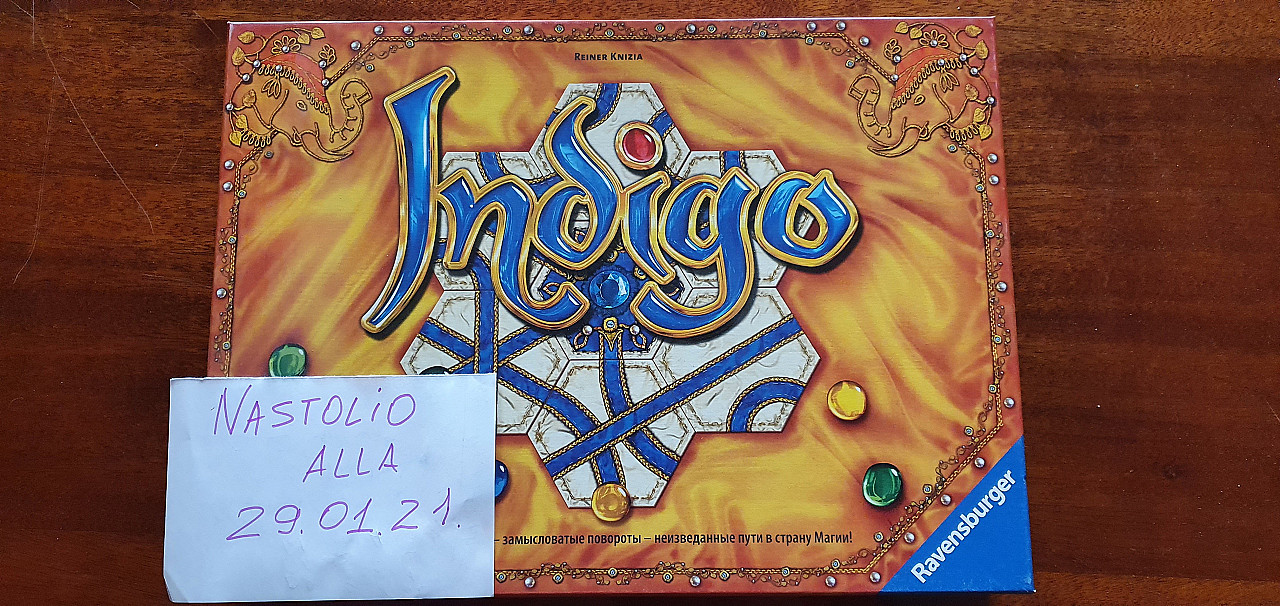 REINER KNIZIA
Indigo
NASTOLIO
ALLA
29.01.21.
– замысловатые повороты – неизведанные пути в страну Магии!
Ravensburger